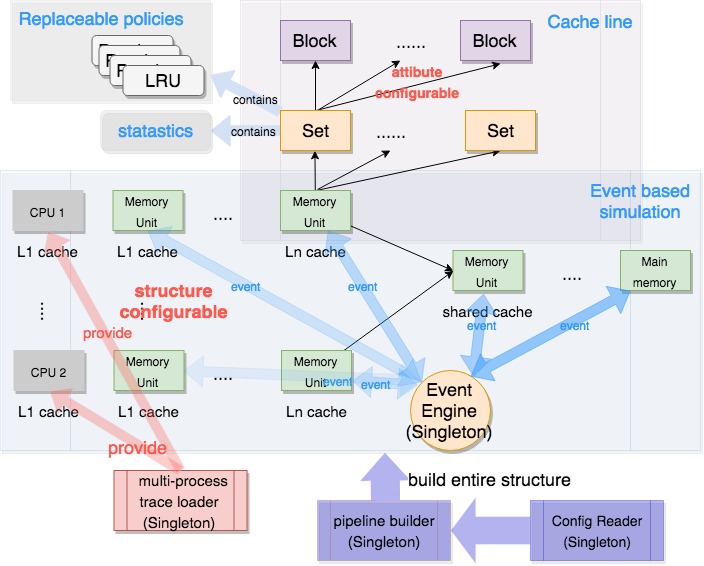 Replaceable policies
LRU
Block
......
Block
Cache line
attibute
configurable
contains
statastics
contains
Set
......
Set
Event based
simulation
CPU 1
Memory
Unit
....
Memory
Unit
L1 cache
L1 cache
Ln cache
Memory
Unit
....
Main
memory
shared cache
event
event
event
event
structure
configurable
......
......
provide
CPU 2
Memory
Unit
....
Memory
Unit
event
event
L1 cache
L1 cache
Ln cache
Event
Engine
(Singleton)
provide
multi-process
trace loader
(Singleton)
build entire structure
pipeline builder
(Singleton)
Config Reader
(Singleton)